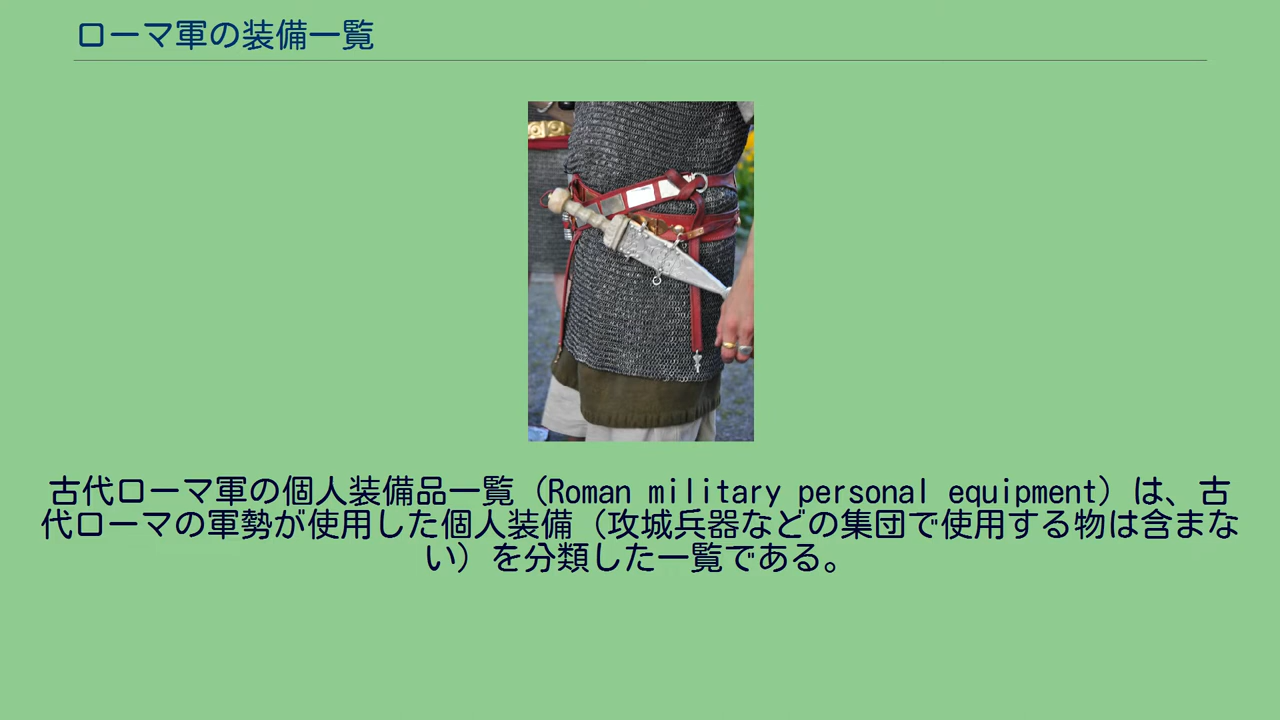 ローマ軍の装備一覧
古代ローマ軍の個人装備品一覧（Roman military personal equipment）は、古
代ローマの軍勢が使用した個人装備（攻城兵器などの集団で使用する物は含まな
い）を分類した一覧である。